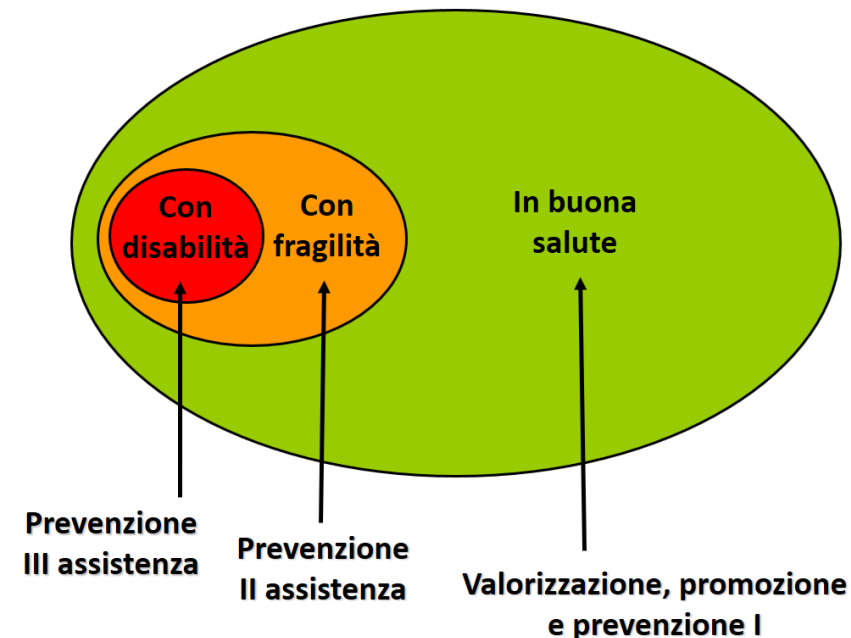 Con
disabilità
Con
fragilità
In buona
salute
Prevenzione
III assistenza
Prevenzione
II assistenza
Valorizzazione, promozione
e prevenzione I